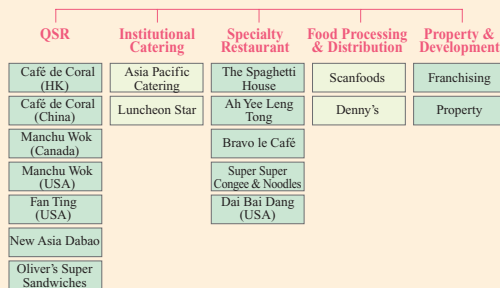 QSR
Café de Coral
(HK)
Café de Coral
(China)
Manchu Wok
(Canada)
Manchu Wok
(USA)
Fan Ting
(USA)
New Asia Dabao
Oliver's Super
Sandwiches
Institutional
Catering
Asia Pacific
Catering
Luncheon Star
Specialty
Restaurant
The Spaghetti
House
Ah Yee Leng
Tong
Bravo le Café
Super Super
Congee & Noodles
Dai Bai Dang
(USA)
Food Processing
& Distribution
Scanfoods
Denny's
Property &
Development
Franchising
Property